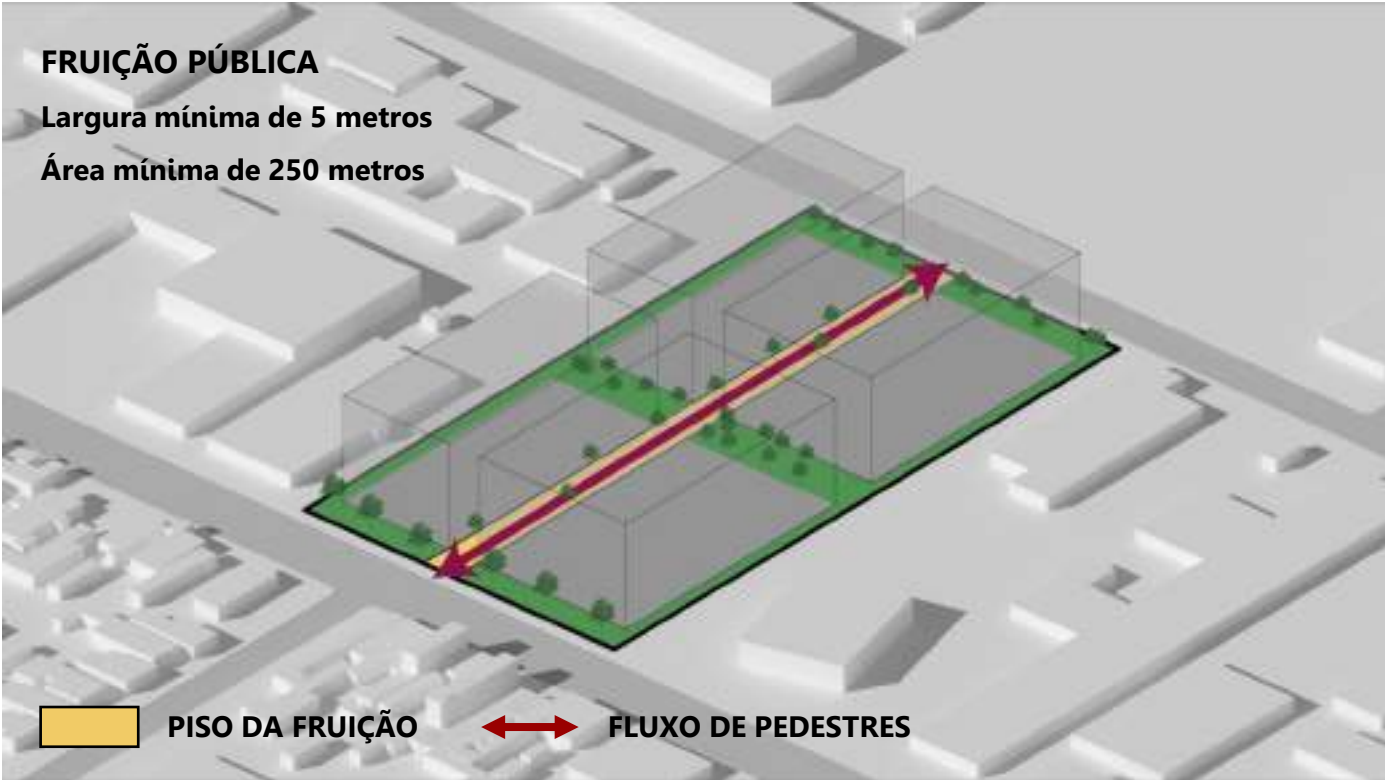 FRUIÇÃO PÚBLICA
Largura mínima de 5 metros
Área mínima de 250 metros
PISO DA FRUIÇÃO
FLUXO DE PEDESTRES